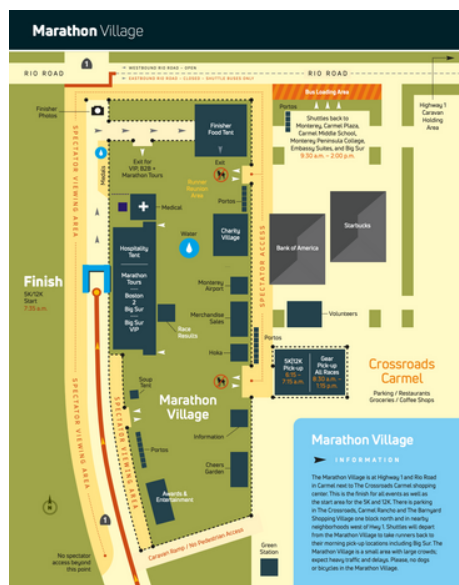 Marathon Village
1
WESTBOUND RIO ROAD - OPEN
EASTBOUND RIO ROAD - CLOSED - SHUTTLE BUSES ONLY
RIO ROAD
RIO ROAD
Bus Loading Area
Finisher
Photos
Finisher
Food Tent
Portos
Shuttles back to
Monterey, Carmel Plaza,
Carmel Middle School,
Monterey Peninsula College,
Embassy Suites, and Big Sur
9:30 a.m. - 2:00 p.m.
Highway 1
Caravan
Holding
Area
SPECTATOR VIEWING AREA
Medals
Exit for
VIP, B2B +
Marathon Tours
Exit
Runner
Reunion
Area
Portos
Medical
Water
Charity
Village
Starbucks
Bank of America
SPECTATOR ACCESS
Hospitality
Tent
Marathon
Tours
Boston
2
Big Sur
Big Sur
VIP
Finish
5K/12K
Start
7:35 a.m.
Monterey
Airport
Merchandise
Sales
Volunteers
Race
Results
Hoka
Portos
Soup
Tent
5K/12K
Pick-up
6:15 -
7:15 a.m.
Gear
Pick-up
All Races
8:30 a.m. -
1:15 p.m.
Crossroads
Carmel
Parking / Restaurants
Groceries / Coffee Shops
Marathon
Village
SPECTATOR VIEWING AREA
SPECTATOR VIEWING AREA
Information
Portos
Cheers
Garden
Awards &
Entertainment
N
1
No spectator
access beyond
this point
Caravan Ramp / No Pedestrian Access
Green
Station
Marathon Village
INFORMATION
The Marathon Village is at Highway 1 and Rio Road
in Carmel next to The Crossroads Carmel shopping
center. This is the finish for all events as well as
the start area for the 5K and 12K. There is parking
in The Crossroads, Carmel Rancho and The Barnyard
Shopping Village one block north and in nearby
neighborhoods west of Hwy 1. Shuttles will depart
from the Marathon Village to take runners back to
their morning pick-up locations including Big Sur. The
Marathon Village is a small area with large crowds;
expect heavy traffic and delays. Please, no dogs
or bicycles in the Marathon Village.